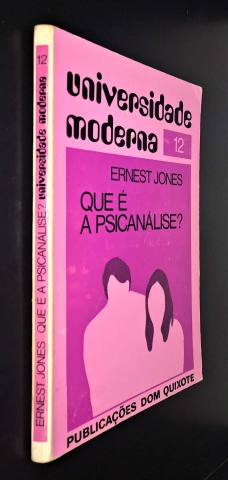 universidade
moderna 12
ERNEST JONES
QUE É
A PSICANÁLISE?
PUBLICAÇÕES DOM QUIXOTE
ERNEST JONES QUE É A PSICANÁLISE? universidade moderna 12